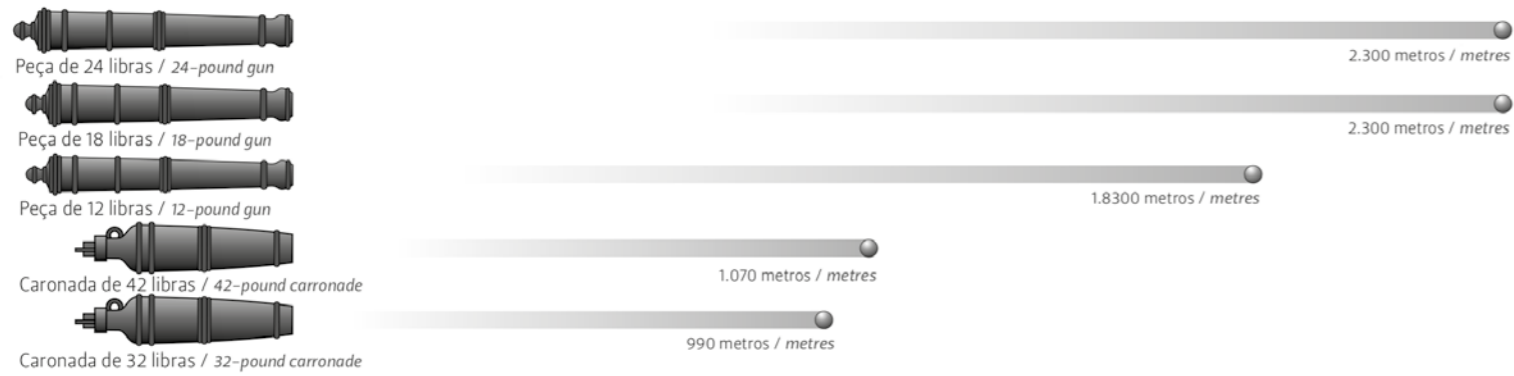 2.300 metros / metres
Peça de 24 libras / 24-pound gun
2.300 metros / metres
Peça de 18 libras / 18-pound gun
1.8300 metros / metres
Peça de 12 libras / 12-pound gun
1.070 metros / metres
Caronada de 42 libras / 42-pound carronade
990 metros / metres
Caronada de 32 libras / 32-pound carronade